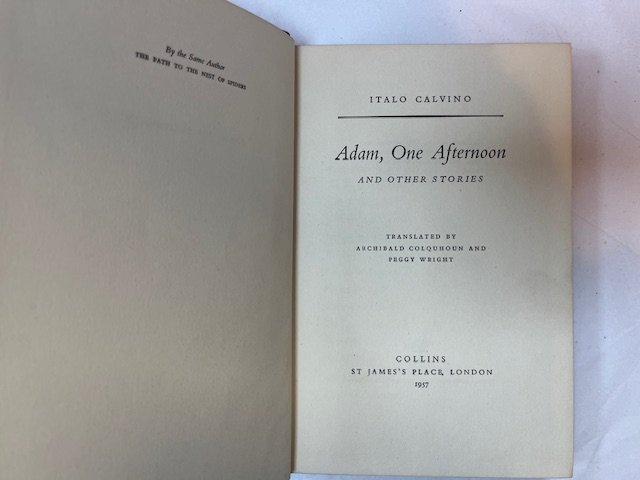 By the Same Author
THE PATH TO THE NEST OF SPIDERS
ITALO CALVINO
Adam, One Afternoon
AND OTHER STORIES
TRANSLATED BY
ARCHIBALD COLQUHOUN AND
PEGGY WRIGHT
COLLINS
ST JAMES'S PLACE, LONDON
1957